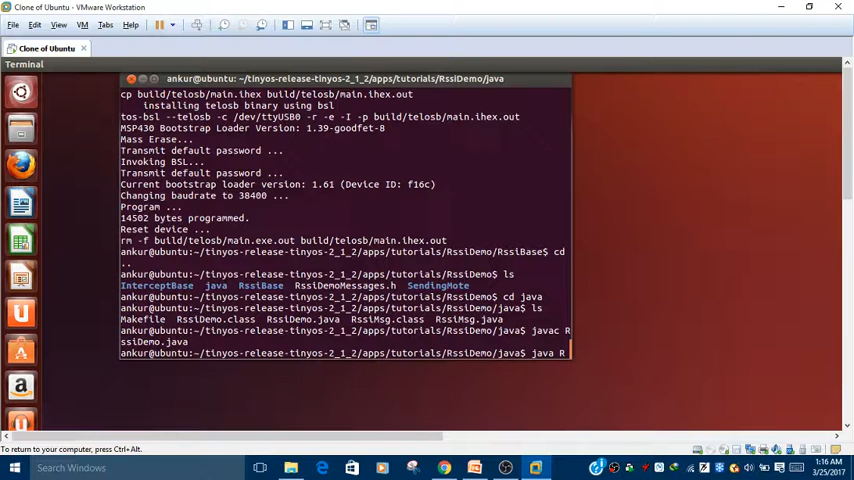 Clone of Ubuntu - VMware Workstation
File Edit View VM Tabs Help
Clone of Ubuntu
Terminal
ankur@ubuntu: ~/tinyos-release-tinyos-2_1_2/apps/tutorials/RssiDemo/java
cp build/telosb/main.ihex build/telosb/main.ihex.out
installing telosb binary using bsl
tos-bsl --telosb -c /dev/ttyUSB0 -r -e -I -p build/telosb/main.ihex.out
MSP430 Bootstrap Loader Version: 1.39-goodfet-8
Mass Erase...
Transmit default password ...
Invoking BSL...
Transmit default password ...
Current bootstrap loader version: 1.61 (Device ID: f16c)
Changing baudrate to 38400 ...
Program ...
14502 bytes programmed.
Reset device ...
rm -f build/telosb/main.exe.out build/telosb/main.ihex.out
ankur@ubuntu:~/tinyos-release-tinyos-2_1_2/apps/tutorials/RssiDemo/RssiBase$ cd
..
ankur@ubuntu:~/tinyos-release-tinyos-2_1_2/apps/tutorials/RssiDemo$ ls
InterceptBase java RssiBase RssiDemoMessages.h SendingMote
ankur@ubuntu:~/tinyos-release-tinyos-2_1_2/apps/tutorials/RssiDemo$ cd java
ankur@ubuntu:~/tinyos-release-tinyos-2_1_2/apps/tutorials/RssiDemo/java$ ls
Makefile RssiDemo.class RssiDemo.java RssiMsg.class RssiMsg.java
ankur@ubuntu:~/tinyos-release-tinyos-2_1_2/apps/tutorials/RssiDemo/java$ javac R
ssiDemo.java
ankur@ubuntu:~/tinyos-release-tinyos-2_1_2/apps/tutorials/RssiDemo/java$ java R
To return to your computer, press Ctrl+Alt.
Search Windows
1:16 AM
3/25/2017